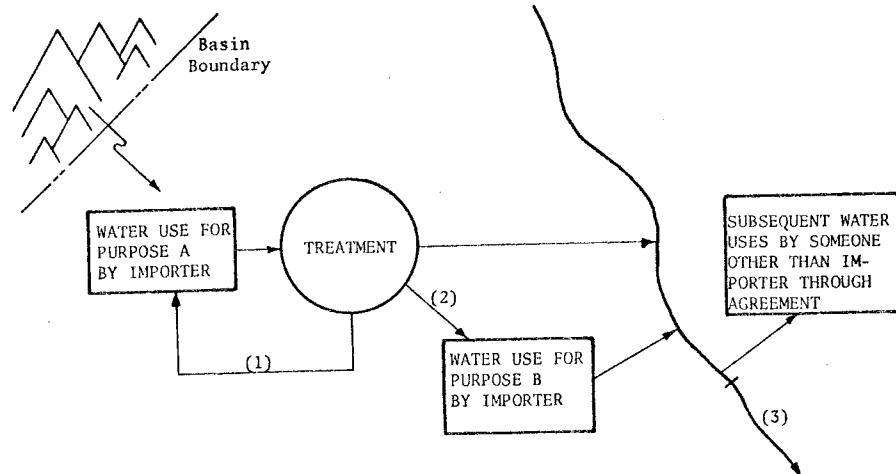 Basin
Boundary
WATER USE FOR
PURPOSE A
BY IMPORTER
TREATMENT
SUBSEQUENT WATER
USES BY SOMEONE
OTHER THAN IM-
PORTER THROUGH
AGREEMENT
(2)
(1)
WATER USE FOR
PURPOSE B
BY IMPORTER
(3)